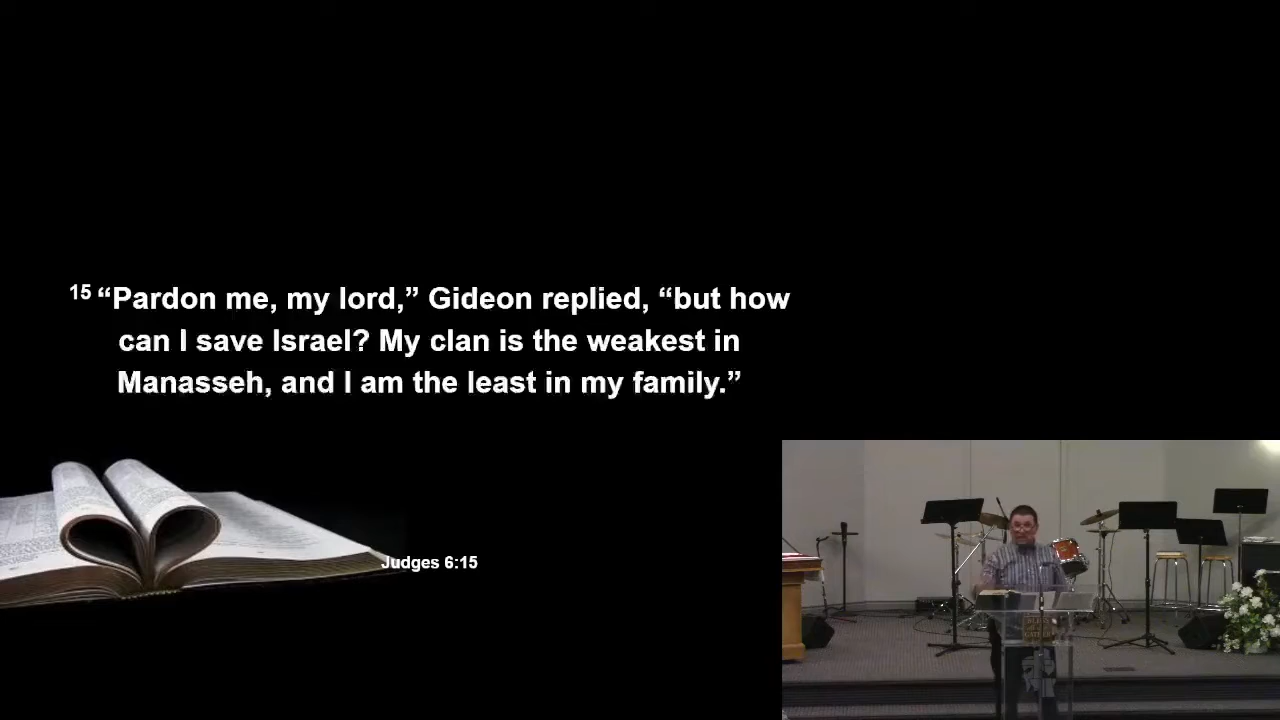 15 “Pardon me, my lord,” Gideon replied, “but how
can I save Israel? My clan is the weakest in
Manasseh, and I am the least in my family.”
Judges 6:15